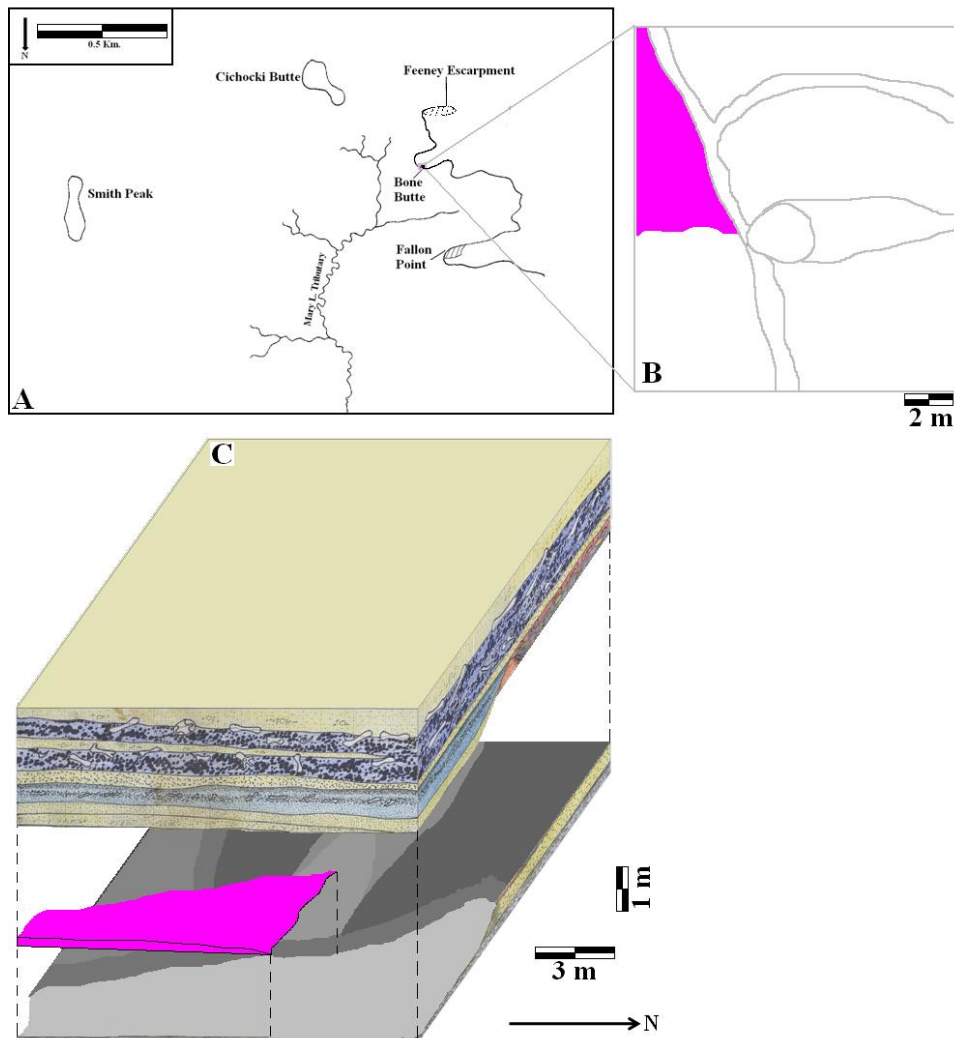 N
0.5 Km.
Cichocki Butte
Feeney Escarpment
Smith Peak
Bone
Butte
Fallon
Point
Mary L. Tributary
A
B
2 m
C
1 m
3 m
N